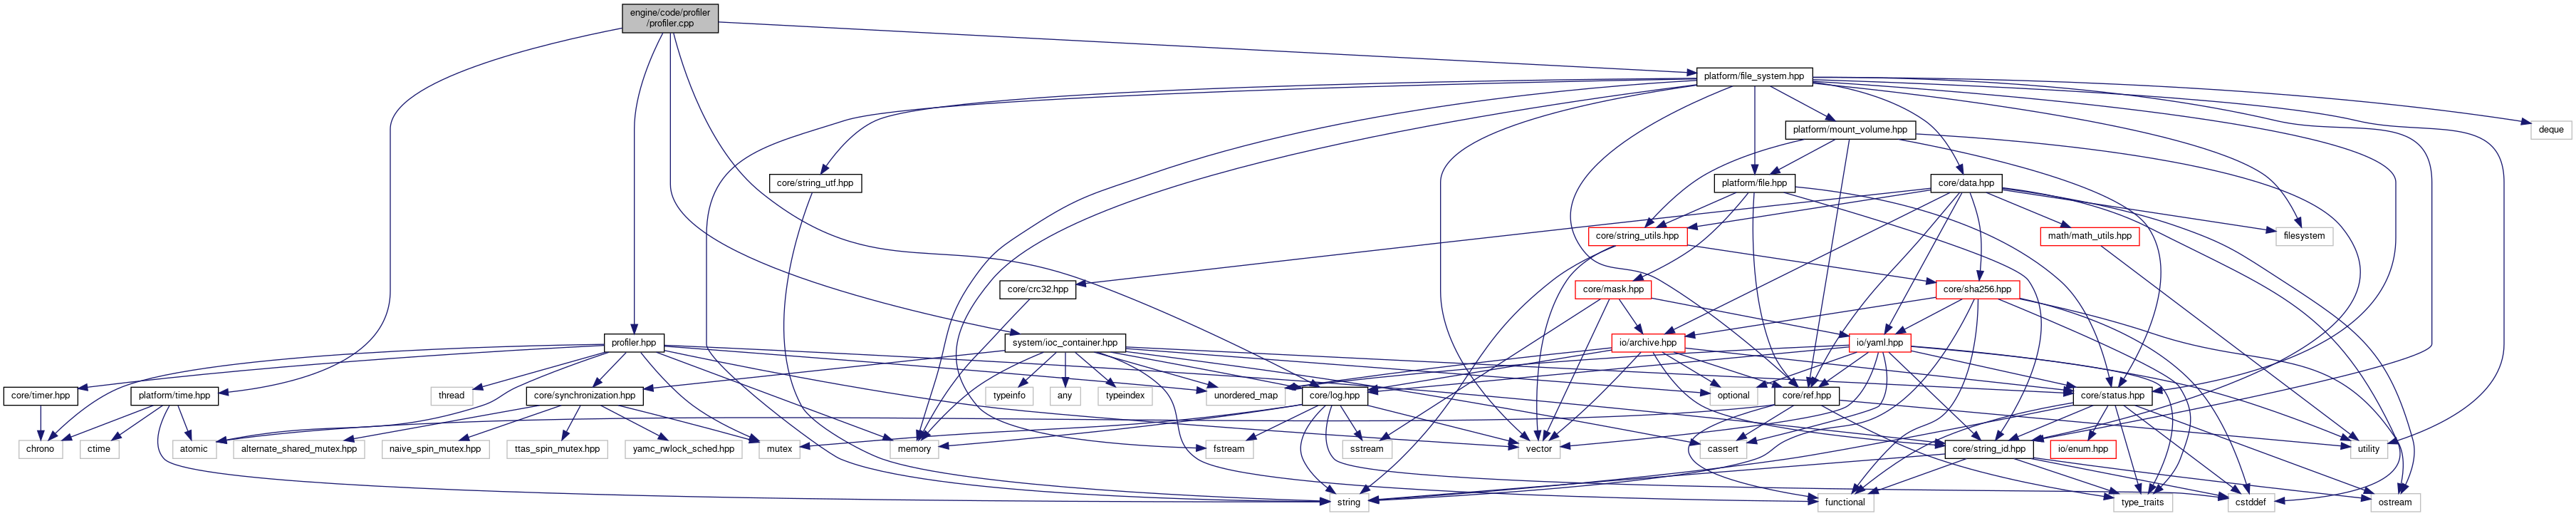 engine/code/profiler
/profiler.cpp
platform/file_system.hpp
platform/mount_volume.hpp
deque
core/string_utf.hpp
platform/file.hpp
core/data.hpp
core/string_utils.hpp
math/math_utils.hpp
filesystem
core/crc32.hpp
core/mask.hpp
core/sha256.hpp
profiler.hpp
system/ioc_container.hpp
io/archive.hpp
io/yaml.hpp
core/timer.hpp
platform/time.hpp
thread
core/synchronization.hpp
typeinfo
any
typeindex
unordered_map
core/log.hpp
optional
core/ref.hpp
core/status.hpp
chrono
ctime
atomic
alternate_shared_mutex.hpp
naive_spin_mutex.hpp
ttas_spin_mutex.hpp
yamc_rwlock_sched.hpp
mutex
memory
fstream
sstream
vector
cassert
core/string_id.hpp
io/enum.hpp
utility
string
functional
type_traits
cstddef
ostream